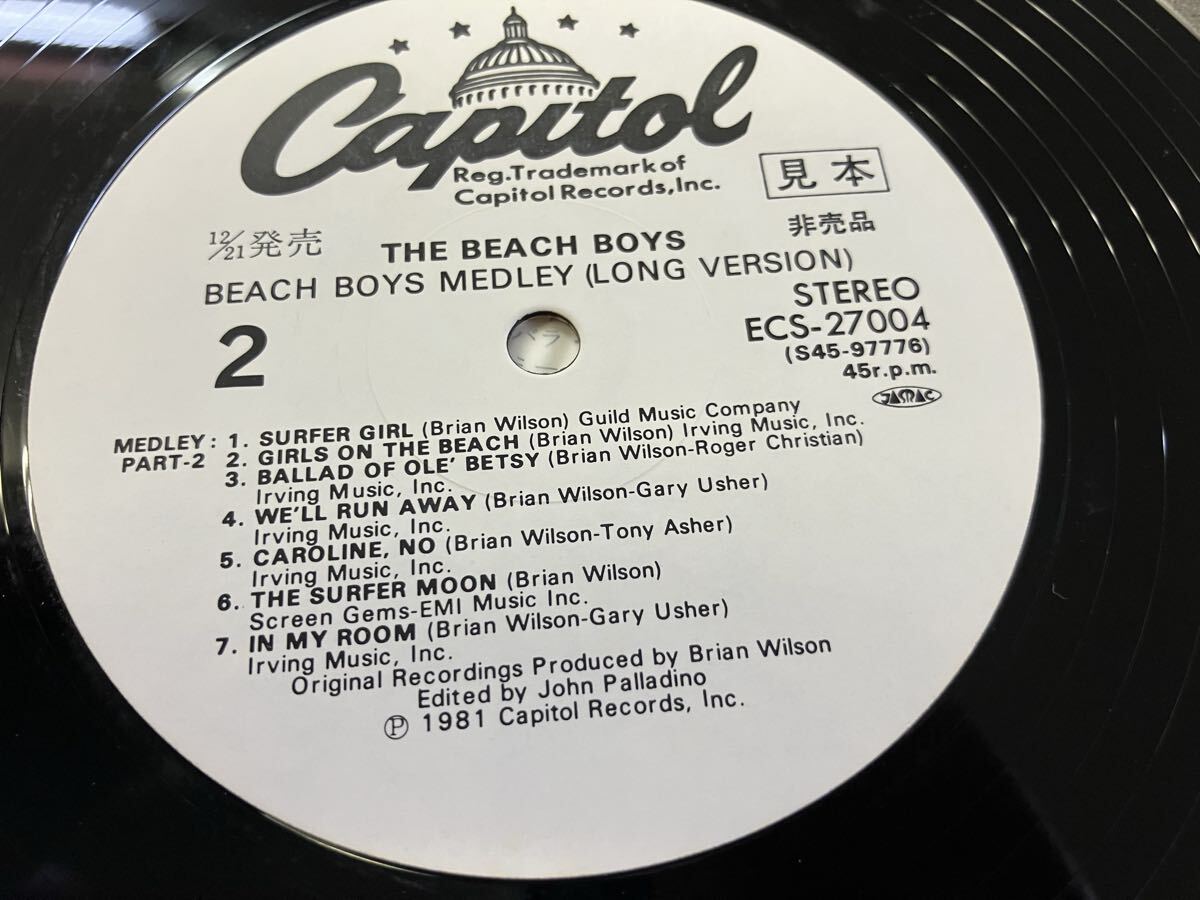 Capitol
Reg.Trademark of
Capitol Records,Inc.
見本
非売品
12/21発売
THE BEACH BOYS
BEACH BOYS MEDLEY (LONG VERSION)
2
STEREO
ECS-27004
(S45-97776)
45r.p.m.
JASRAC
MEDLEY: 1. SURFER GIRL (Brian Wilson) Guild Music Company
PART-2 2. GIRLS ON THE BEACH (Brian Wilson) Irving Music, Inc.
3. BALLAD OF OLE' BETSY (Brian Wilson-Roger Christian)
Irving Music, Inc.
4. WE'LL RUN AWAY (Brian Wilson-Gary Usher)
Irving Music, Inc.
5. CAROLINE, NO (Brian Wilson-Tony Asher)
Irving Music, Inc.
6. THE SURFER MOON (Brian Wilson)
Screen Gems-EMI Music Inc.
7. IN MY ROOM (Brian Wilson-Gary Usher)
Irving Music, Inc.
Original Recordings Produced by Brian Wilson
Edited by John Palladino
Ⓟ 1981 Capitol Records, Inc.